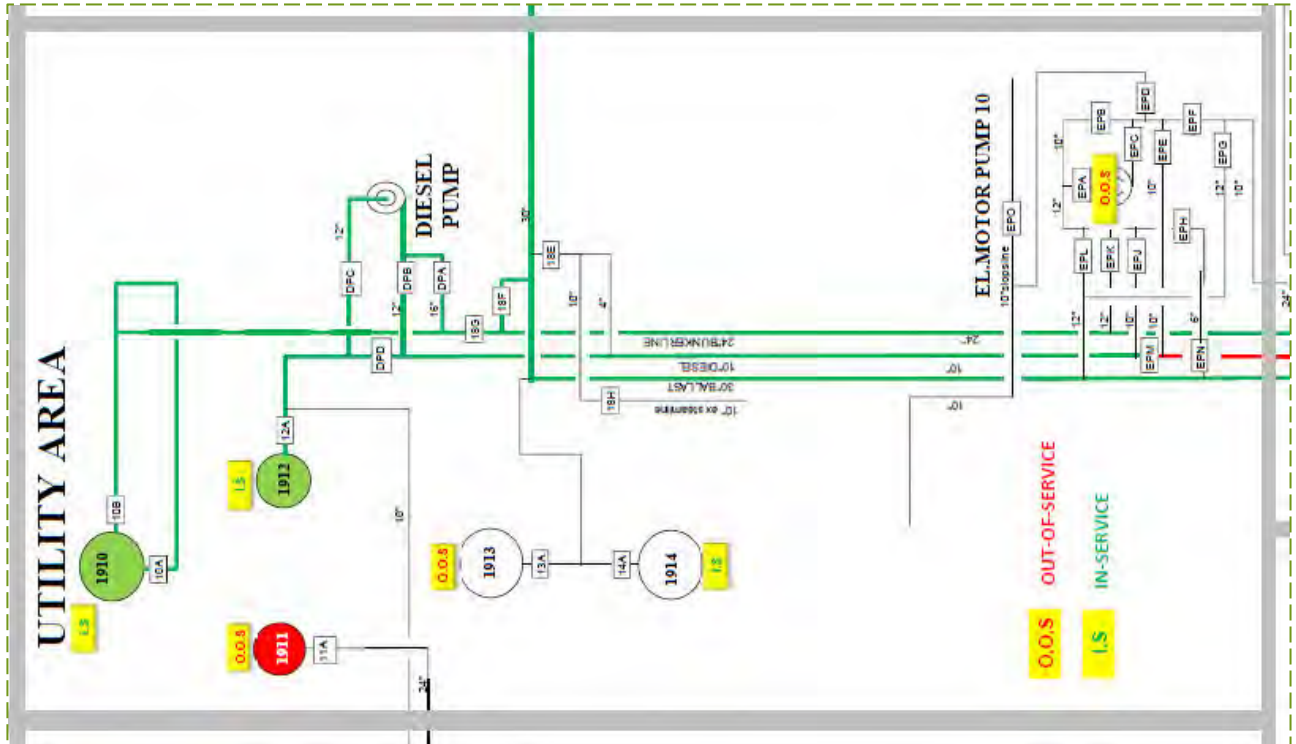 UTILITY AREA
1910
I.S
10B
10A
1912
I.S
12A
1911
O.O.S
11A
24"
10"
1913
O.O.S
13A
1914
I.S
14A
DIESEL
PUMP
12"
DPC
DPB
DPA
12"
16"
DPD
18G
18F
30"
18E
10"
4"
18H
24"BUNKERLINE
10"DIESEL
30"BALLAST
10" ex steamline
24"
10"
10"
EL.MOTOR PUMP 10
10"slopsline
EPO
EPD
EPB
EPF
EPC
EPE
EPG
10"
EPA
O.O.S
12"
10"
12"
10"
EPH
EPL
EPK
EPJ
12"
12"
10"
10"
6"
EPM
EPN
24"
O.O.S OUT-OF-SERVICE
I.S IN-SERVICE